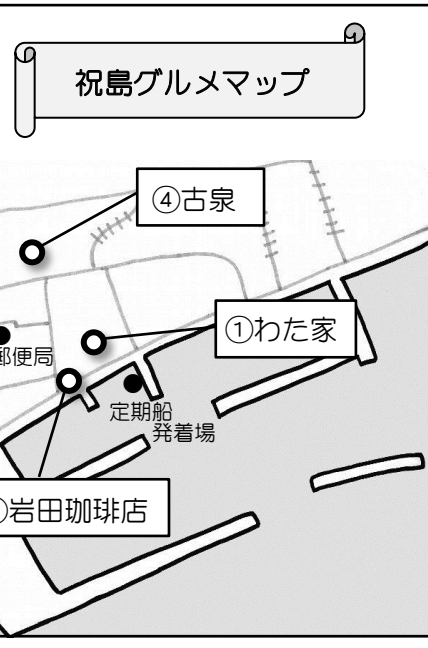 祝島グルメマップ
④古泉
①わた家
郵便局
定期船
発着場
岩田珈琲店